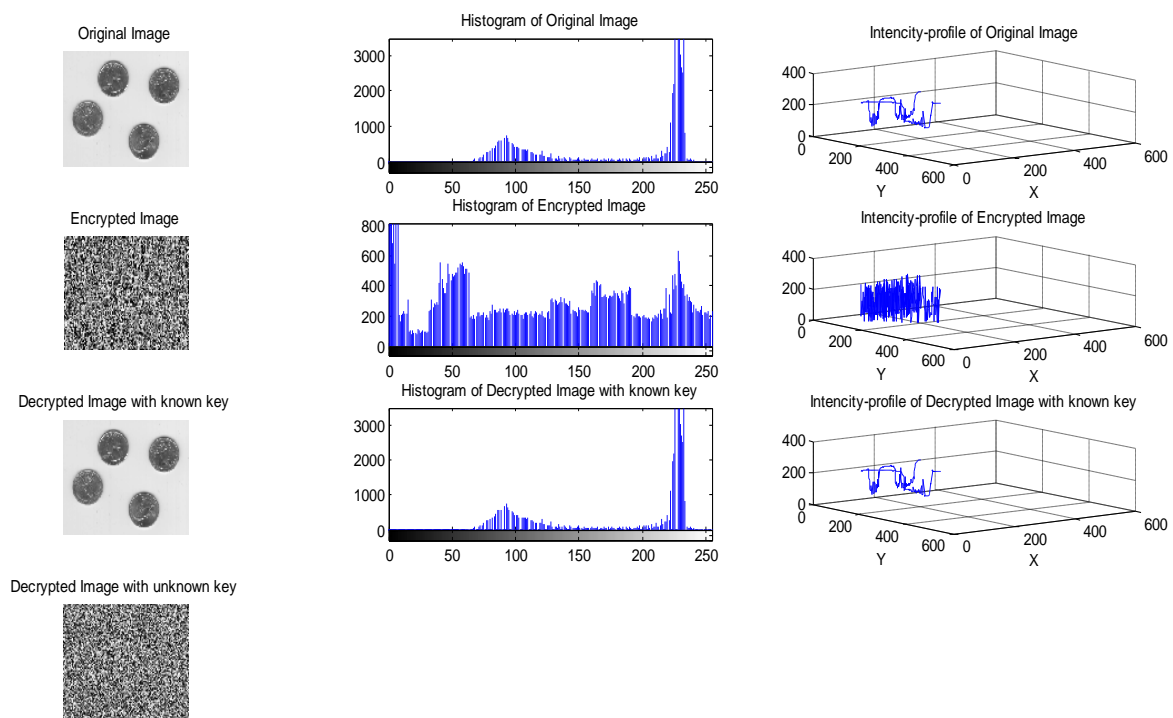 Original Image
Histogram of Original Image
Intencity-profile of Original Image
3000
2000
1000
0
0 50 100 150 200 250
400
200
0
0
200
400
600
Y
0
200
400
600
X
Encrypted Image
Histogram of Encrypted Image
Intencity-profile of Encrypted Image
800
600
400
200
0
0 50 100 150 200 250
400
200
0
0
200
400
600
Y
0
200
400
600
X
Decrypted Image with known key
Histogram of Decrypted Image with known key
Intencity-profile of Decrypted Image with known key
3000
2000
1000
0
0 50 100 150 200 250
400
200
0
0
200
400
600
Y
0
200
400
600
X
Decrypted Image with unknown key